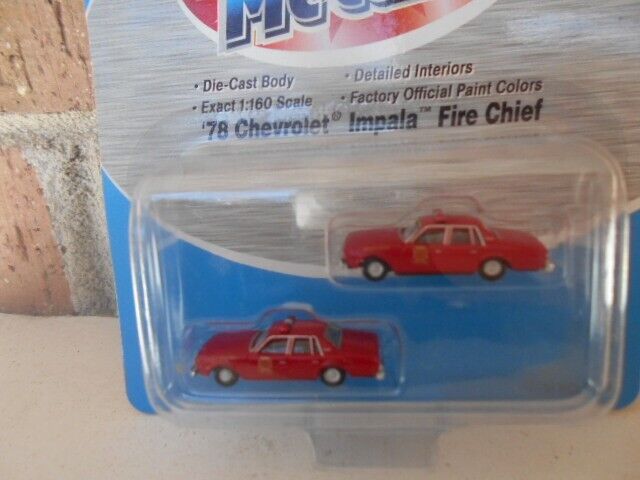 • Die-Cast Body
• Detailed Interiors
• Exact 1:160 Scale
• Factory Official Paint Colors
'78 Chevrolet® Impala™ Fire Chief